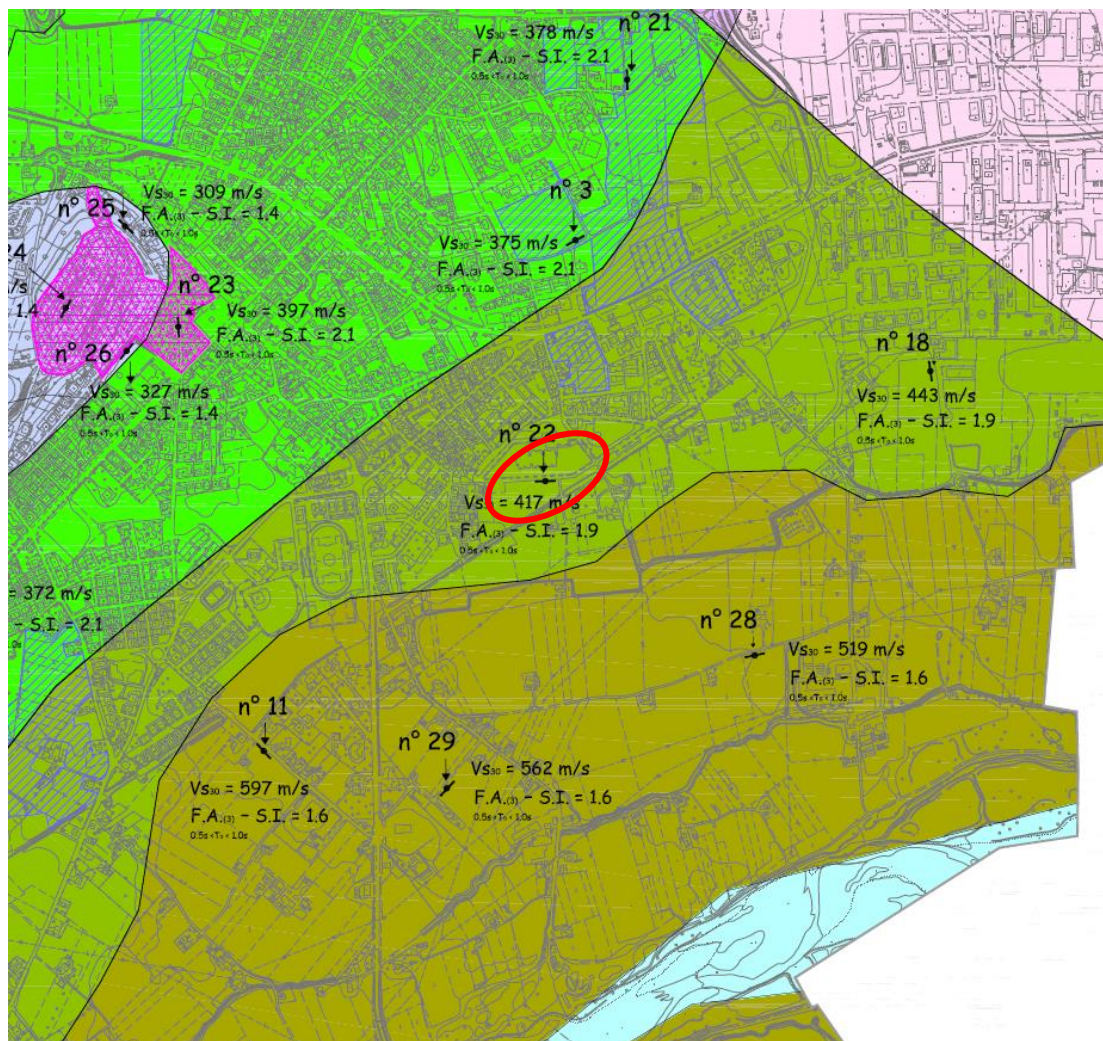 n° 21
Vs₃₀ = 378 m/s
F.A.(3) - S.I. = 2.1
0.5s<T₀<1.0s
n° 3
Vs₃₀ = 375 m/s
F.A.(3) - S.I. = 2.1
0.5s<T₀<1.0s
n° 25
Vs₃₀ = 309 m/s
F.A.(3) - S.I. = 1.4
0.5s<T₀<1.0s
24
/s
1.4
n° 23
Vs₃₀ = 397 m/s
F.A.(3) - S.I. = 2.1
0.5s<T₀<1.0s
n° 26
Vs₃₀ = 327 m/s
F.A.(3) - S.I. = 1.4
0.5s<T₀<1.0s
n° 18
Vs₃₀ = 443 m/s
F.A.(3) - S.I. = 1.9
0.5s<T₀<1.0s
n° 22
Vs = 417 m/s
F.A.(3) - S.I. = 1.9
0.5s<T₀<1.0s
= 372 m/s
- S.I. = 2.1
n° 28
Vs₃₀ = 519 m/s
F.A.(3) - S.I. = 1.6
0.5s<T₀<1.0s
n° 11
Vs₃₀ = 597 m/s
F.A.(3) - S.I. = 1.6
0.5s<T₀<1.0s
n° 29
Vs₃₀ = 562 m/s
F.A.(3) - S.I. = 1.6
0.5s<T₀<1.0s